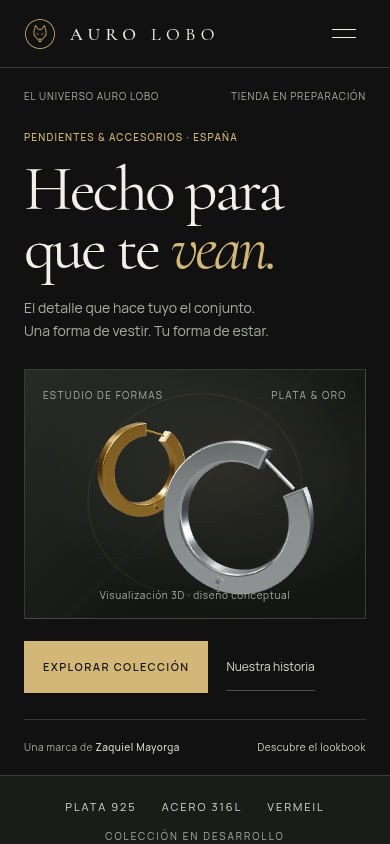 AURO LOBO
EL UNIVERSO AURO LOBO
TIENDA EN PREPARACIÓN
PENDIENTES & ACCESORIOS · ESPAÑA
Hecho para
que te vean.
El detalle que hace tuyo el conjunto.
Una forma de vestir. Tu forma de estar.
ESTUDIO DE FORMAS
PLATA & ORO
Visualización 3D · diseño conceptual
EXPLORAR COLECCIÓN
Nuestra historia
Una marca de Zaquiel Mayorga
Descubre el lookbook
PLATA 925 ACERO 316L VERMEIL
COLECCIÓN EN DESARROLLO